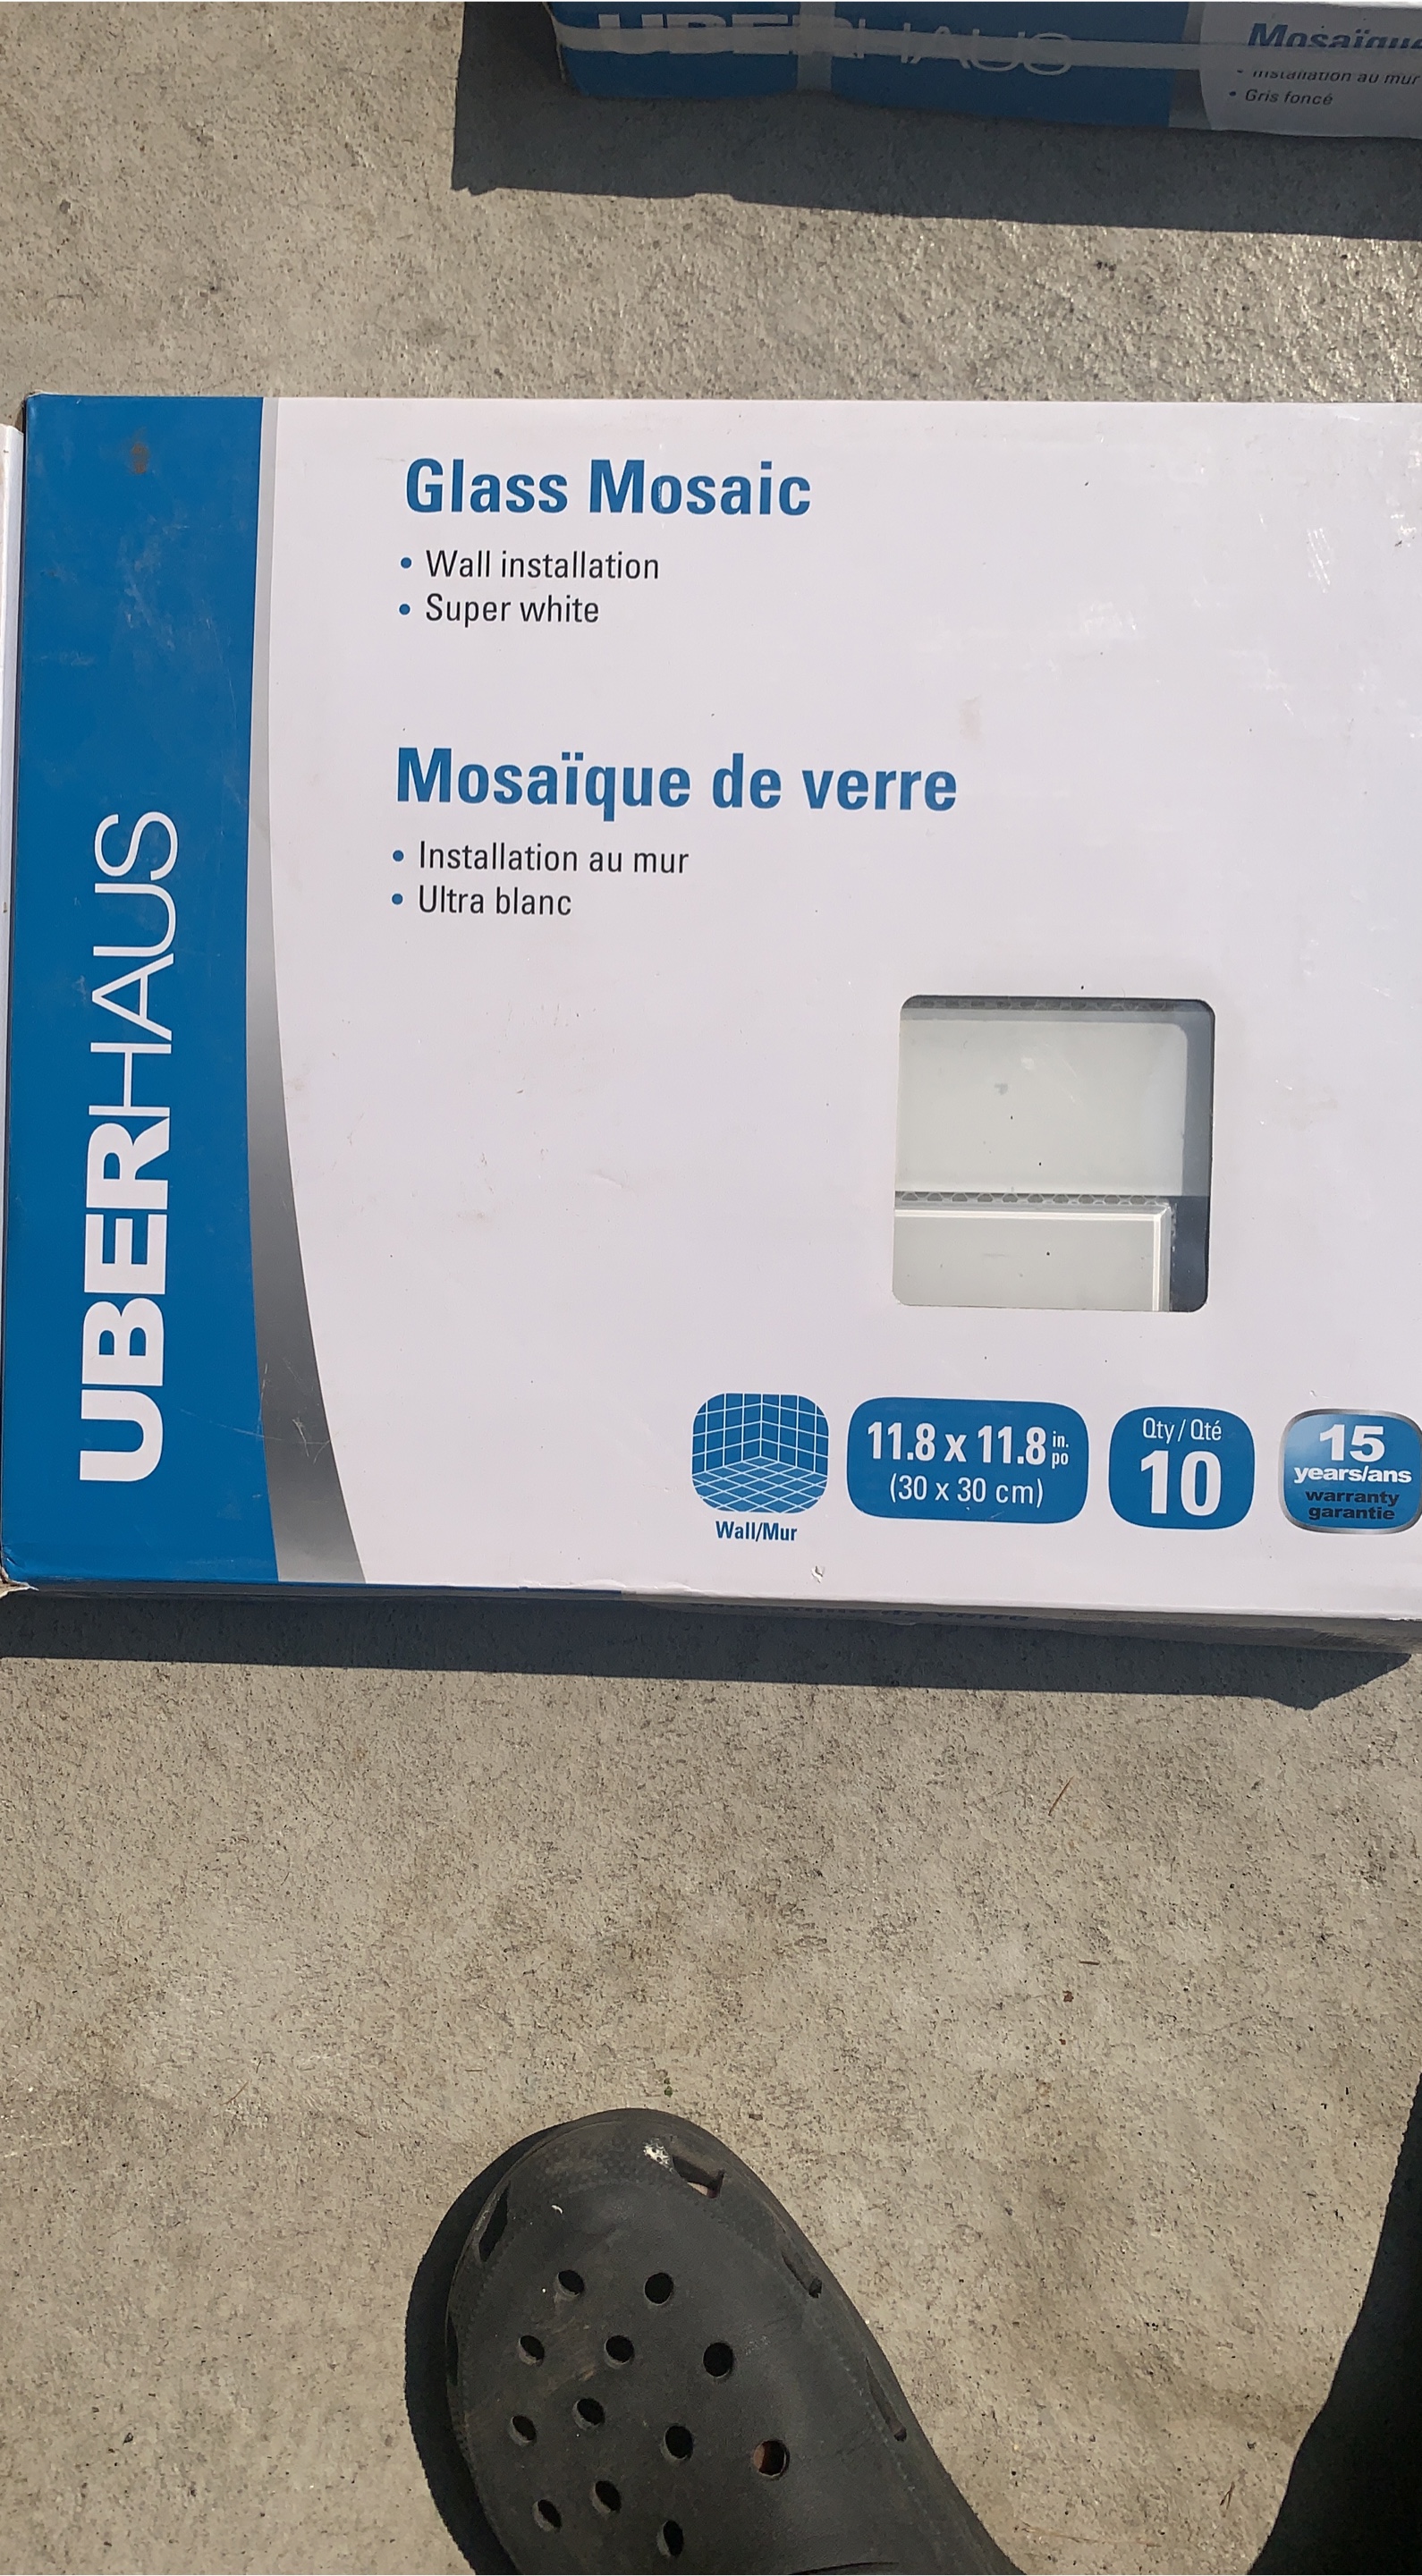 UBERHAUS
Mosaïque
Installation au mur
• Gris foncé
Glass Mosaic
• Wall installation
• Super white
Mosaïque de verre
• Installation au mur
• Ultra blanc
UBERHAUS
Wall/Mur
11.8 x 11.8 in. po
(30 x 30 cm)
Qty / Qté
10
15
years/ans
warranty
garantie